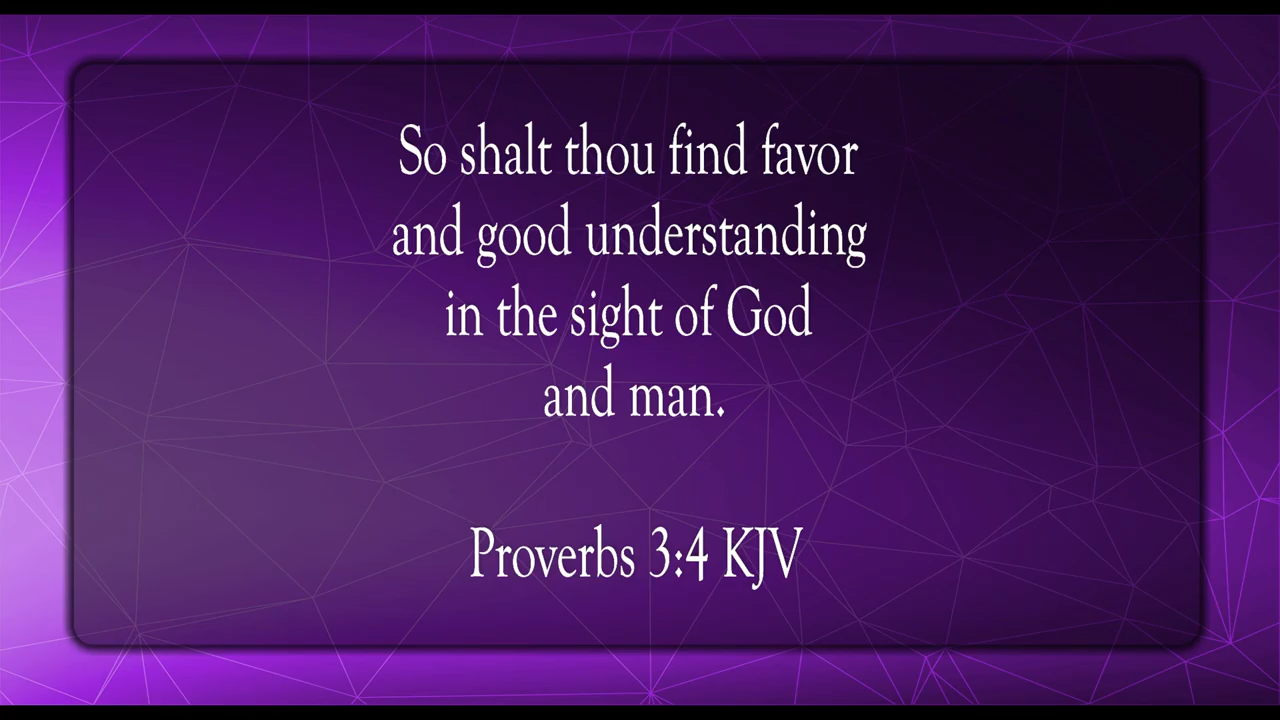 So shalt thou find favor
and good understanding
in the sight of God
and man.
Proverbs 3:4 KJV